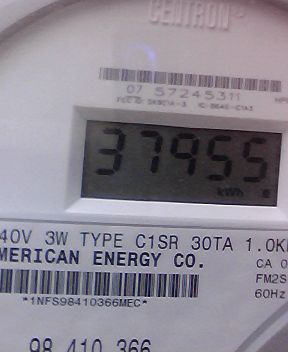 CENTRON
07 57245311
37955
kWh
40V 3W TYPE C1SR 30TA 1.0K
MERICAN ENERGY CO.
CA 0
FM2S
60Hz
*1NFS98410366MEC*
98 410 366